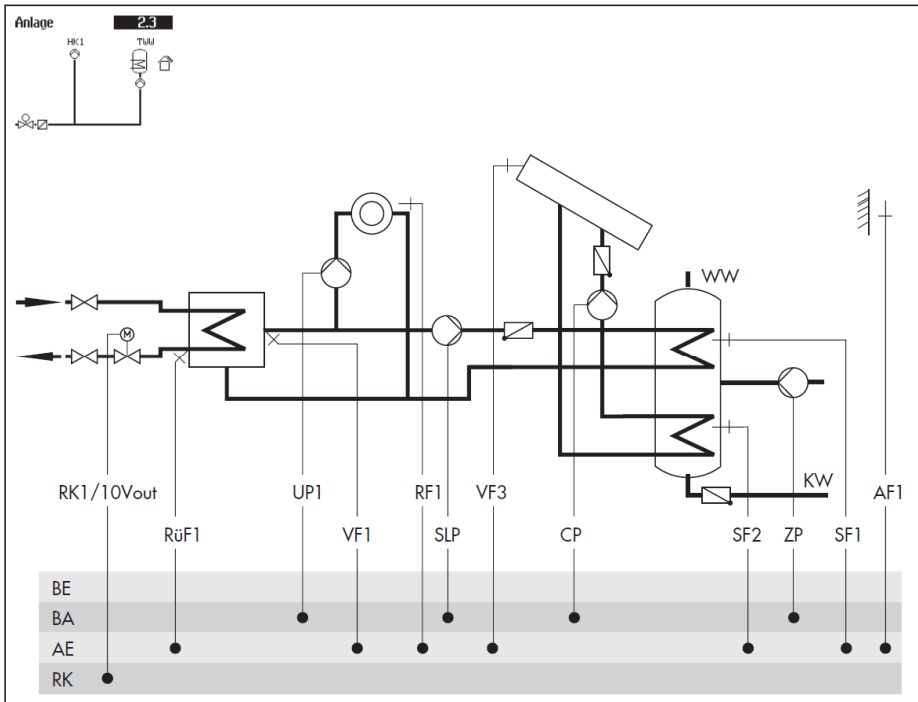 Anlage 2.3
HK1 TWW
M
WW
KW
RK1/10Vout UP1 RF1 VF3 AF1
RüF1 VF1 SLP CP SF2 ZP SF1
BE
BA
AE
RK